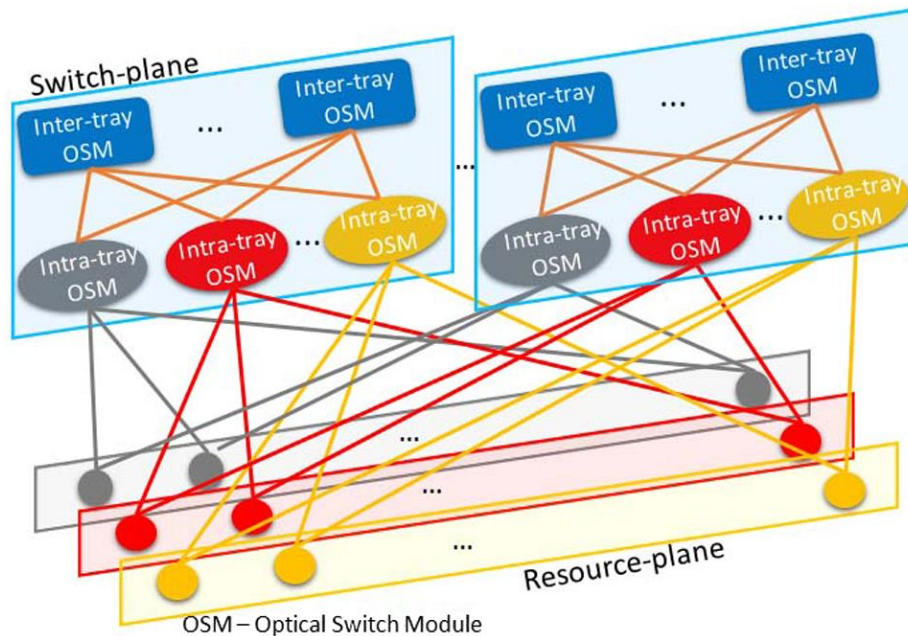 Switch-plane
Inter-tray
OSM
...
Inter-tray
OSM
Inter-tray
OSM
...
Inter-tray
OSM
...
...
...
Intra-tray
OSM
Intra-tray
OSM
...
Intra-tray
OSM
Intra-tray
OSM
Intra-tray
OSM
...
Intra-tray
OSM
...
...
...
Resource-plane
OSM – Optical Switch Module